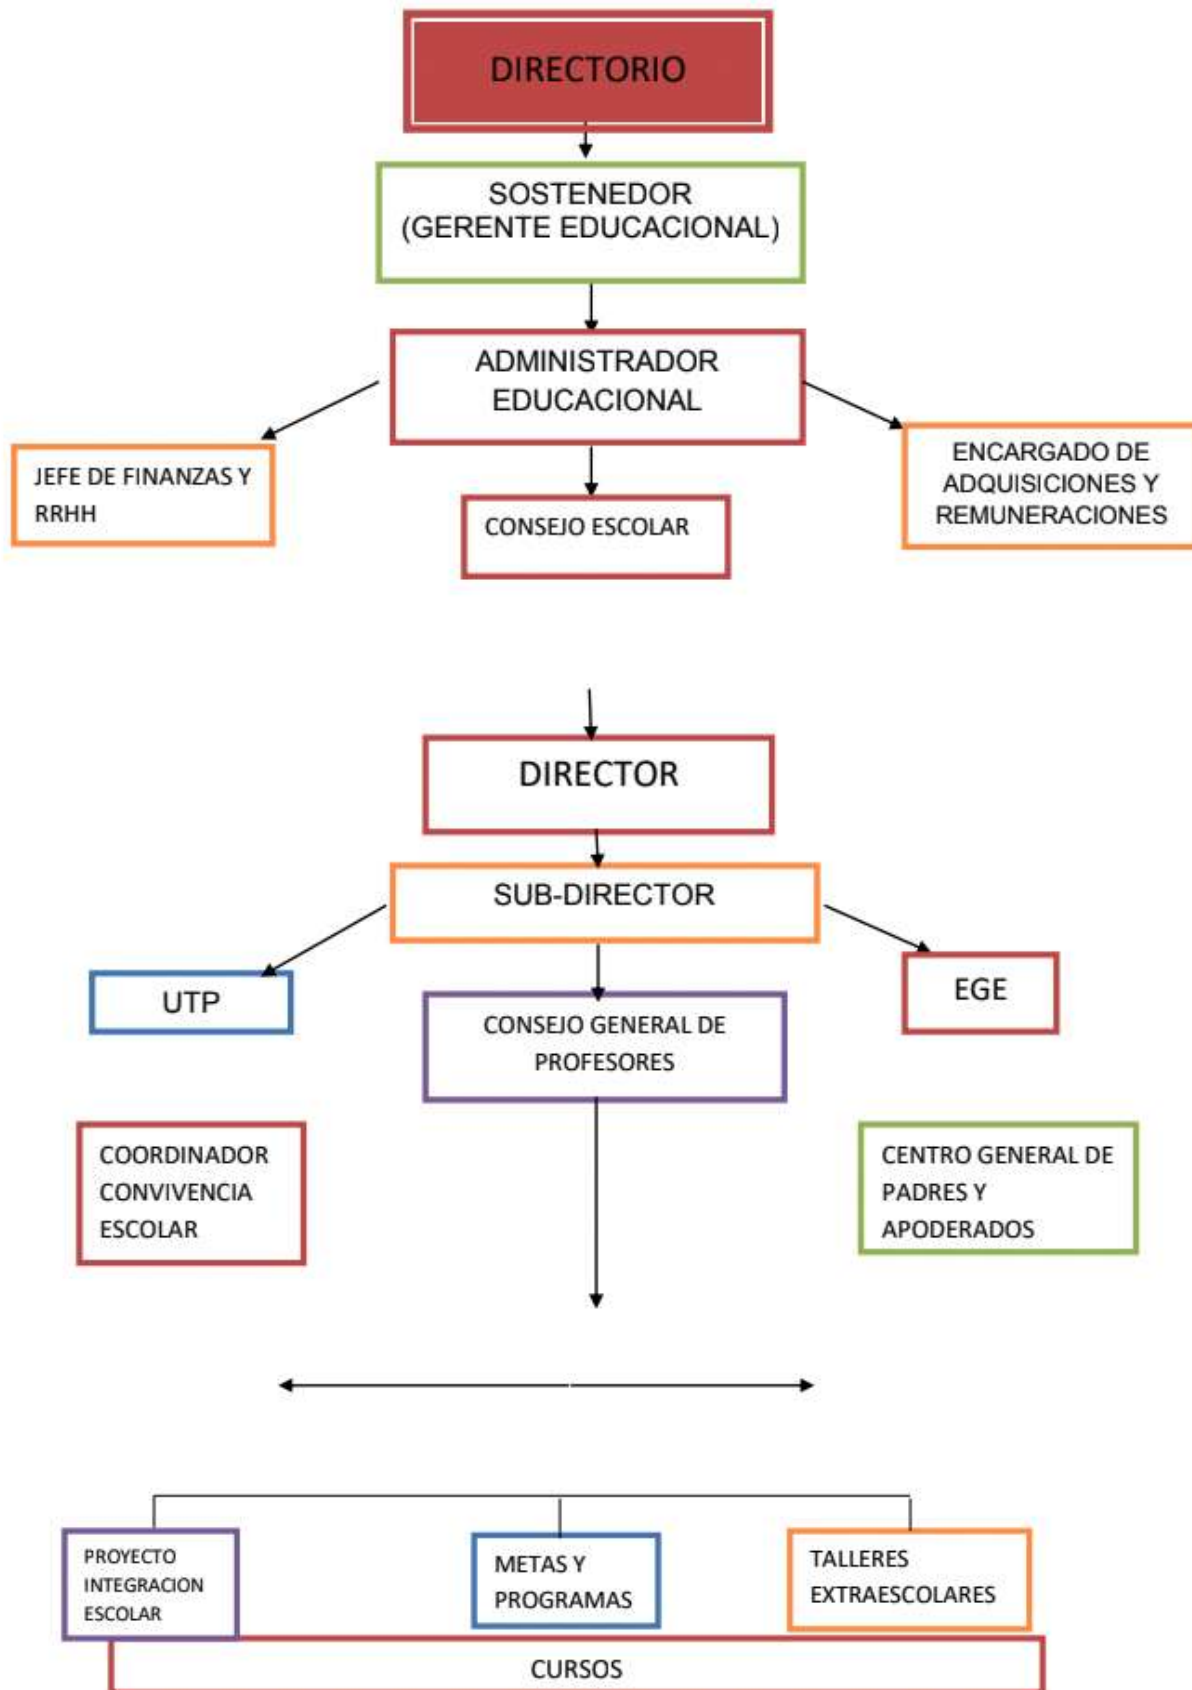 DIRECTORIO
SOSTENEDOR
(GERENTE EDUCACIONAL)
ADMINISTRADOR
EDUCACIONAL
JEFE DE FINANZAS Y
RRHH
CONSEJO ESCOLAR
ENCARGADO DE
ADQUISICIONES Y
REMUNERACIONES
DIRECTOR
SUB-DIRECTOR
UTP
CONSEJO GENERAL DE
PROFESORES
EGE
COORDINADOR
CONVIVENCIA
ESCOLAR
CENTRO GENERAL DE
PADRES Y
APODERADOS
PROYECTO
INTEGRACION
ESCOLAR
METAS Y
PROGRAMAS
TALLERES
EXTRAESCOLARES
CURSOS